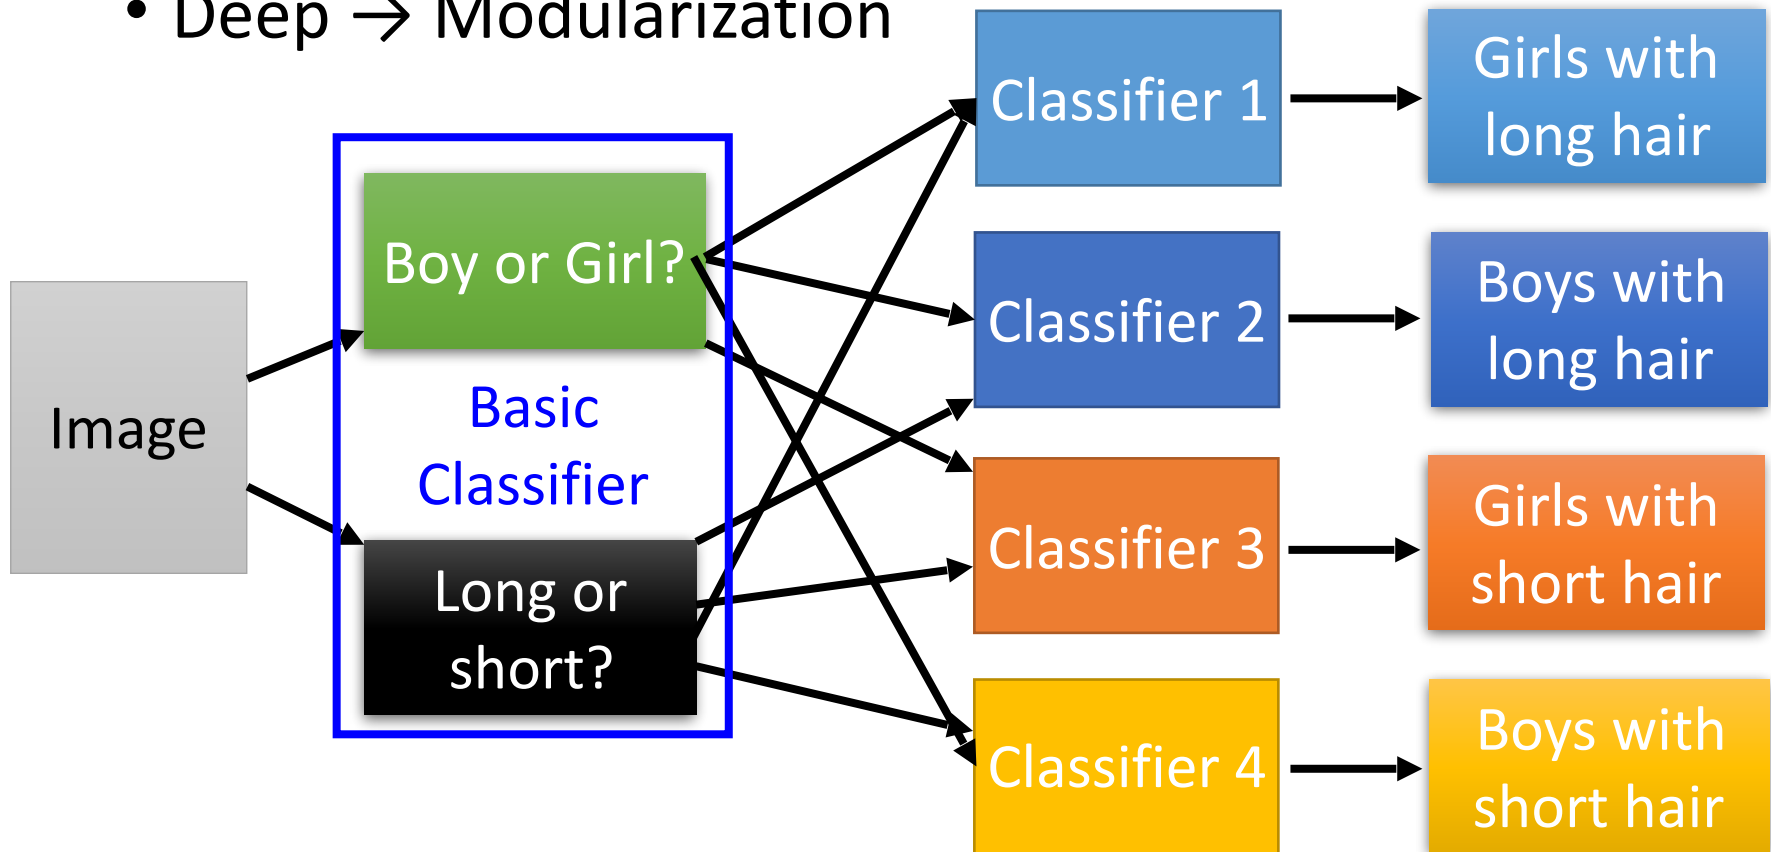 • Deep → Modularization
Image
Boy or Girl?
Basic
Classifier
Long or
short?
Classifier 1
Girls with
long hair
Classifier 2
Boys with
long hair
Classifier 3
Girls with
short hair
Classifier 4
Boys with
short hair